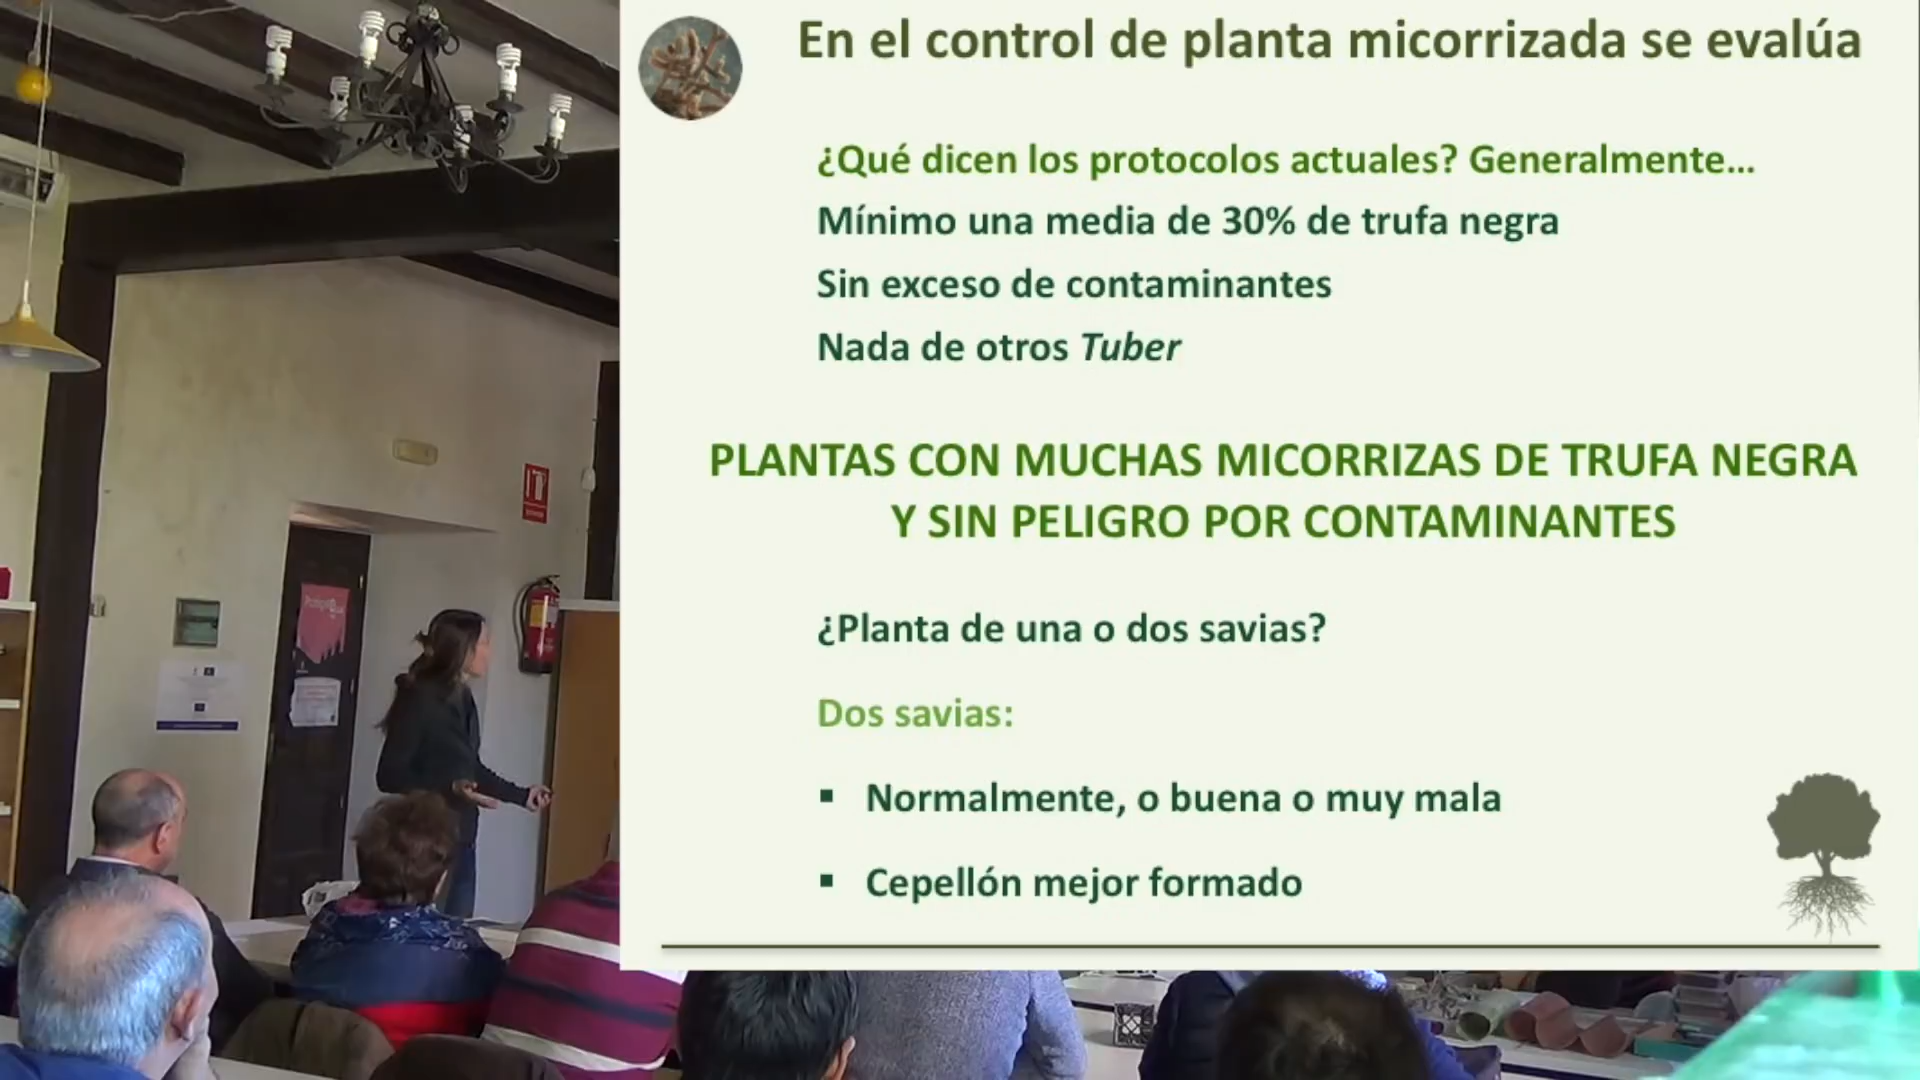 En el control de planta micorrizada se evalúa
¿Qué dicen los protocolos actuales? Generalmente...
Mínimo una media de 30% de trufa negra
Sin exceso de contaminantes
Nada de otros Tuber
PLANTAS CON MUCHAS MICORRIZAS DE TRUFA NEGRA
Y SIN PELIGRO POR CONTAMINANTES
¿Planta de una o dos savias?
Dos savias:
▪ Normalmente, o buena o muy mala
▪ Cepellón mejor formado